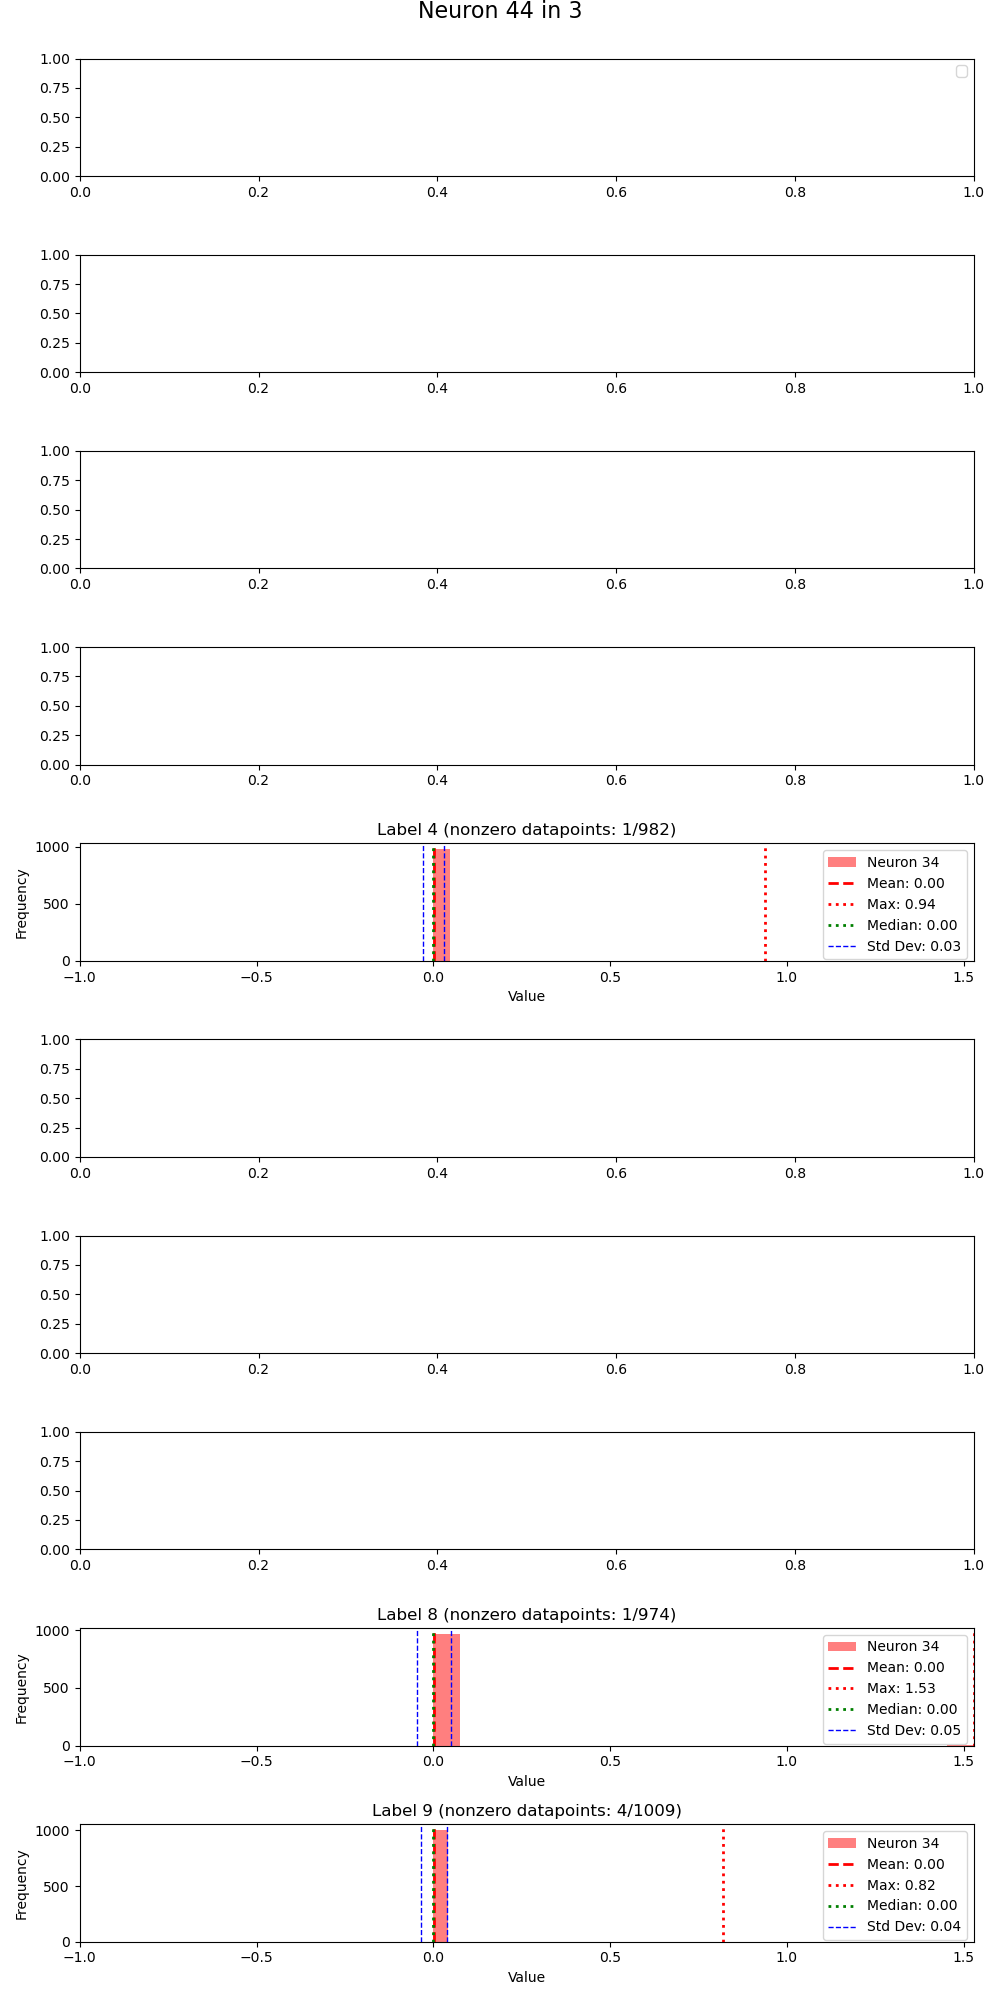 Neuron 44 in 3
1.00
0.75
0.50
0.25
0.00
0.0 0.2 0.4 0.6 0.8 1.0
1.00
0.75
0.50
0.25
0.00
0.0 0.2 0.4 0.6 0.8 1.0
1.00
0.75
0.50
0.25
0.00
0.0 0.2 0.4 0.6 0.8 1.0
1.00
0.75
0.50
0.25
0.00
0.0 0.2 0.4 0.6 0.8 1.0
Label 4 (nonzero datapoints: 1/982)
Frequency
1000
500
0
Neuron 34
Mean: 0.00
Max: 0.94
Median: 0.00
Std Dev: 0.03
−1.0 −0.5 0.0 0.5 1.0 1.5
Value
1.00
0.75
0.50
0.25
0.00
0.0 0.2 0.4 0.6 0.8 1.0
1.00
0.75
0.50
0.25
0.00
0.0 0.2 0.4 0.6 0.8 1.0
1.00
0.75
0.50
0.25
0.00
0.0 0.2 0.4 0.6 0.8 1.0
Label 8 (nonzero datapoints: 1/974)
Frequency
1000
500
0
Neuron 34
Mean: 0.00
Max: 1.53
Median: 0.00
Std Dev: 0.05
−1.0 −0.5 0.0 0.5 1.0 1.5
Value
Label 9 (nonzero datapoints: 4/1009)
Frequency
1000
500
0
Neuron 34
Mean: 0.00
Max: 0.82
Median: 0.00
Std Dev: 0.04
−1.0 −0.5 0.0 0.5 1.0 1.5
Value